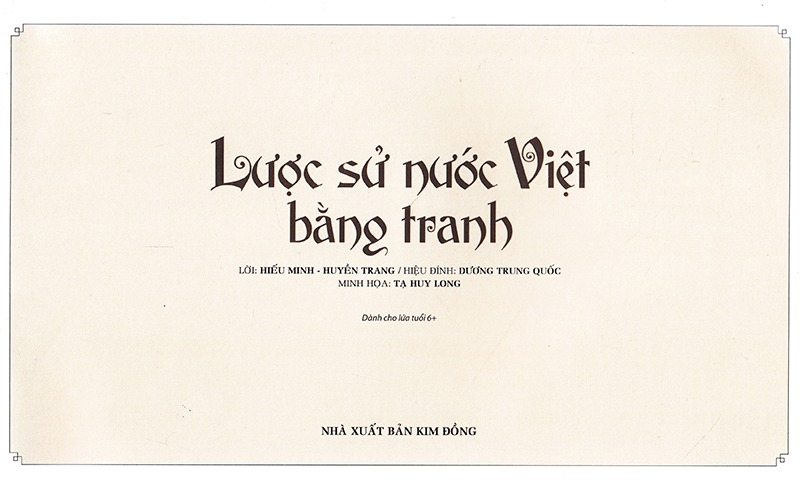 Lược sử nước Việt
bằng tranh
LỜI: HIẾU MINH - HUYỀN TRANG / HIỆU ĐÍNH: DƯƠNG TRUNG QUỐC
MINH HỌA: TẠ HUY LONG
Dành cho lứa tuổi 6+
NHÀ XUẤT BẢN KIM ĐỒNG